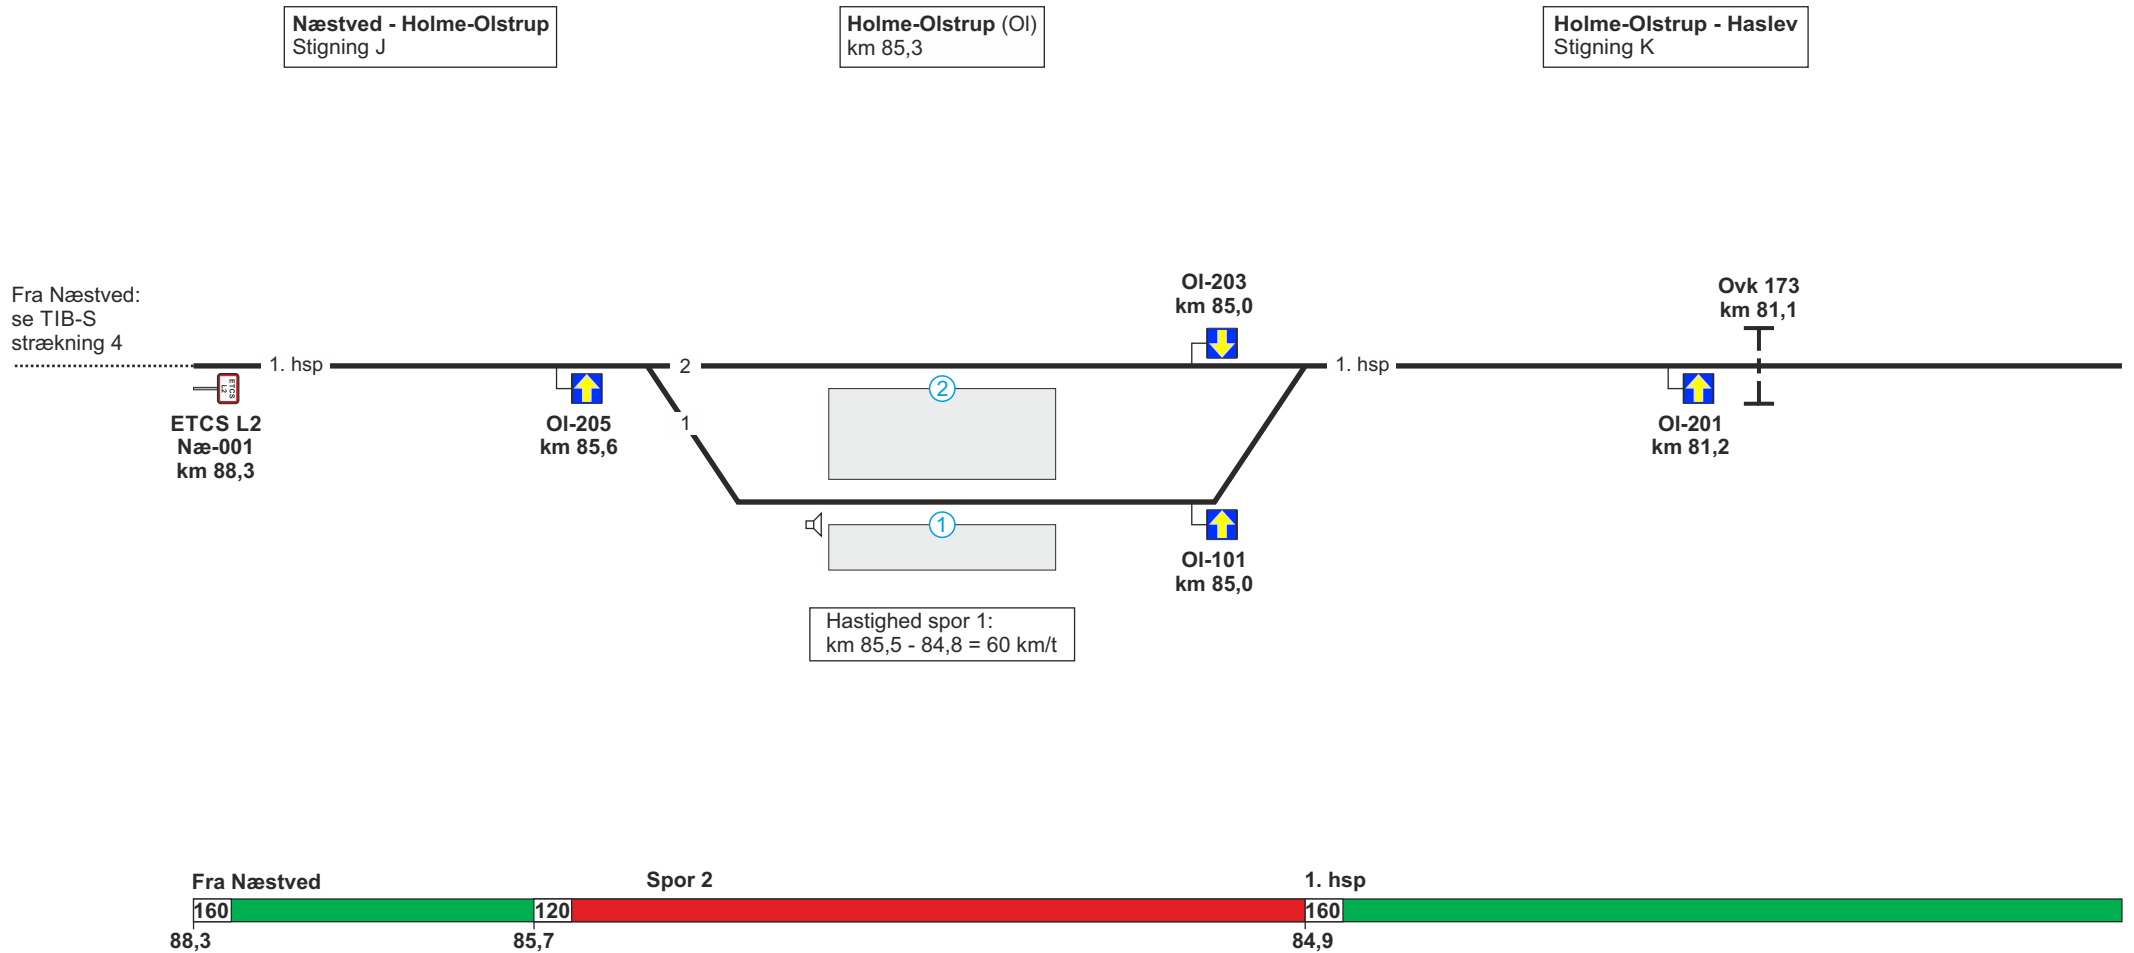 Næstved - Holme-Olstrup
Stigning J
Holme-Olstrup (Ol)
km 85,3
Holme-Olstrup - Haslev
Stigning K
Fra Næstved:
se TIB-S
strækning 4
1. hsp
ETCS L2
ETCS L2
Næ-001
km 88,3
Ol-205
km 85,6
2
1
2
Ol-203
km 85,0
1. hsp
Ovk 173
km 81,1
Ol-201
km 81,2
1
Ol-101
km 85,0
Hastighed spor 1:
km 85,5 - 84,8 = 60 km/t
Fra Næstved
Spor 2
1. hsp
160
120
160
88,3
85,7
84,9